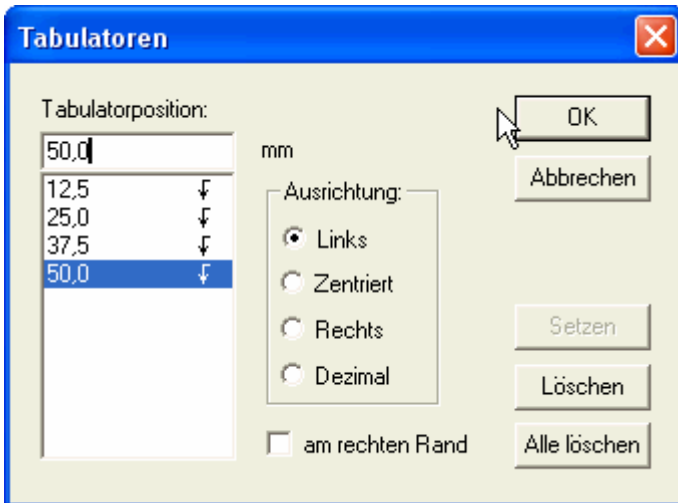 Tabulatoren
Tabulatorposition:
50,0
mm
12,5
25,0
37,5
50,0
Ausrichtung:
Links
Zentriert
Rechts
Dezimal
am rechten Rand
OK
Abbrechen
Setzen
Löschen
Alle löschen